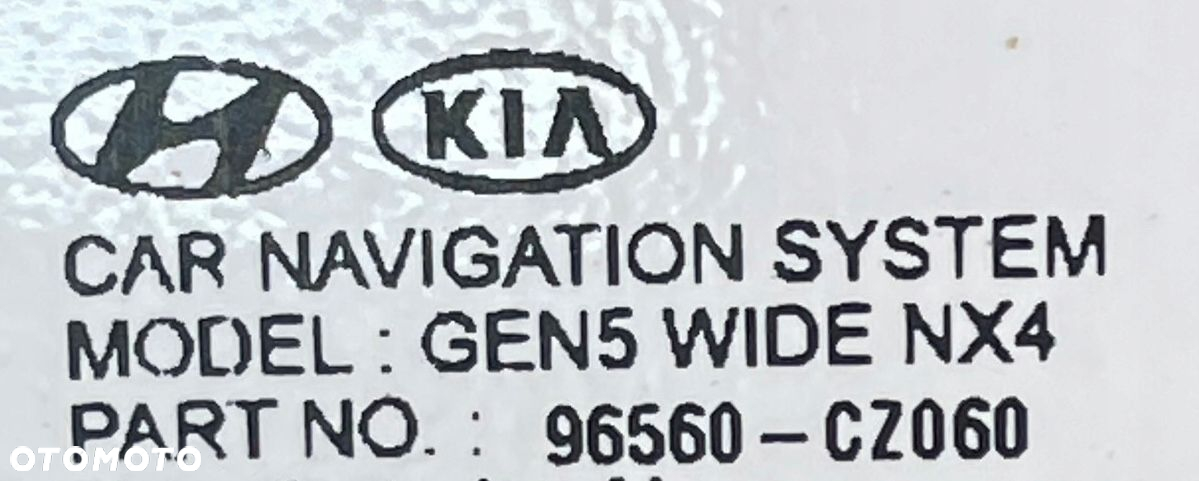 KIA
CAR NAVIGATION SYSTEM
MODEL : GEN5 WIDE NX4
PART NO. : 96560-CZ060
OTOMOTO